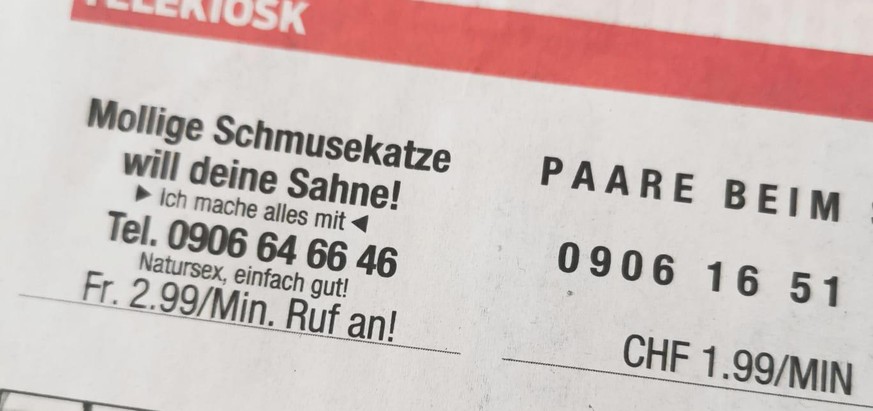 TELEKIOSK
Mollige Schmusekatze
will deine Sahne!
► Ich mache alles mit ◄
Tel. 0906 64 66 46
Natursex, einfach gut!
Fr. 2.99/Min. Ruf an!
PAARE BEIM
0906 16 51
CHF 1.99/MIN